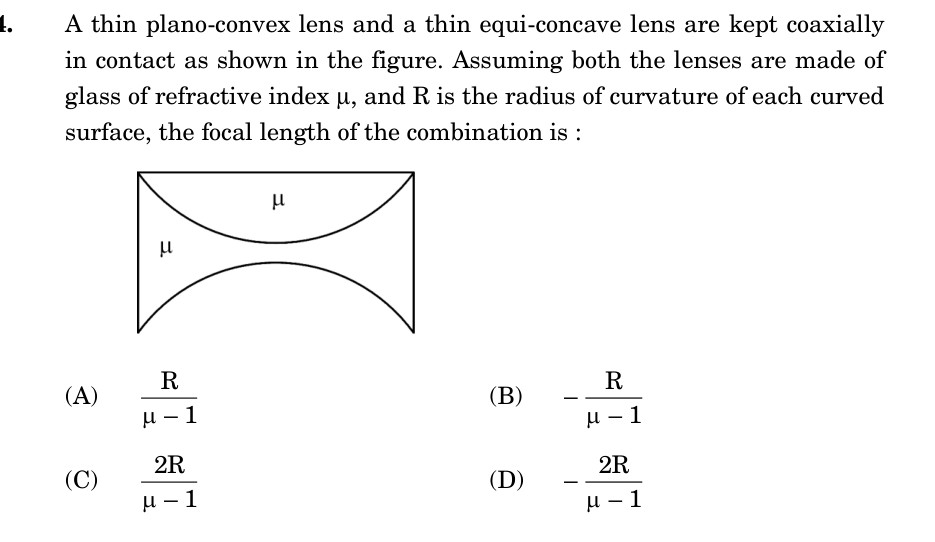 4. A thin plano-convex lens and a thin equi-concave lens are kept coaxially
in contact as shown in the figure. Assuming both the lenses are made of
glass of refractive index μ, and R is the radius of curvature of each curved
surface, the focal length of the combination is :
μ
μ
(A) R / μ – 1 (B) – R / μ – 1
(C) 2R / μ – 1 (D) – 2R / μ – 1